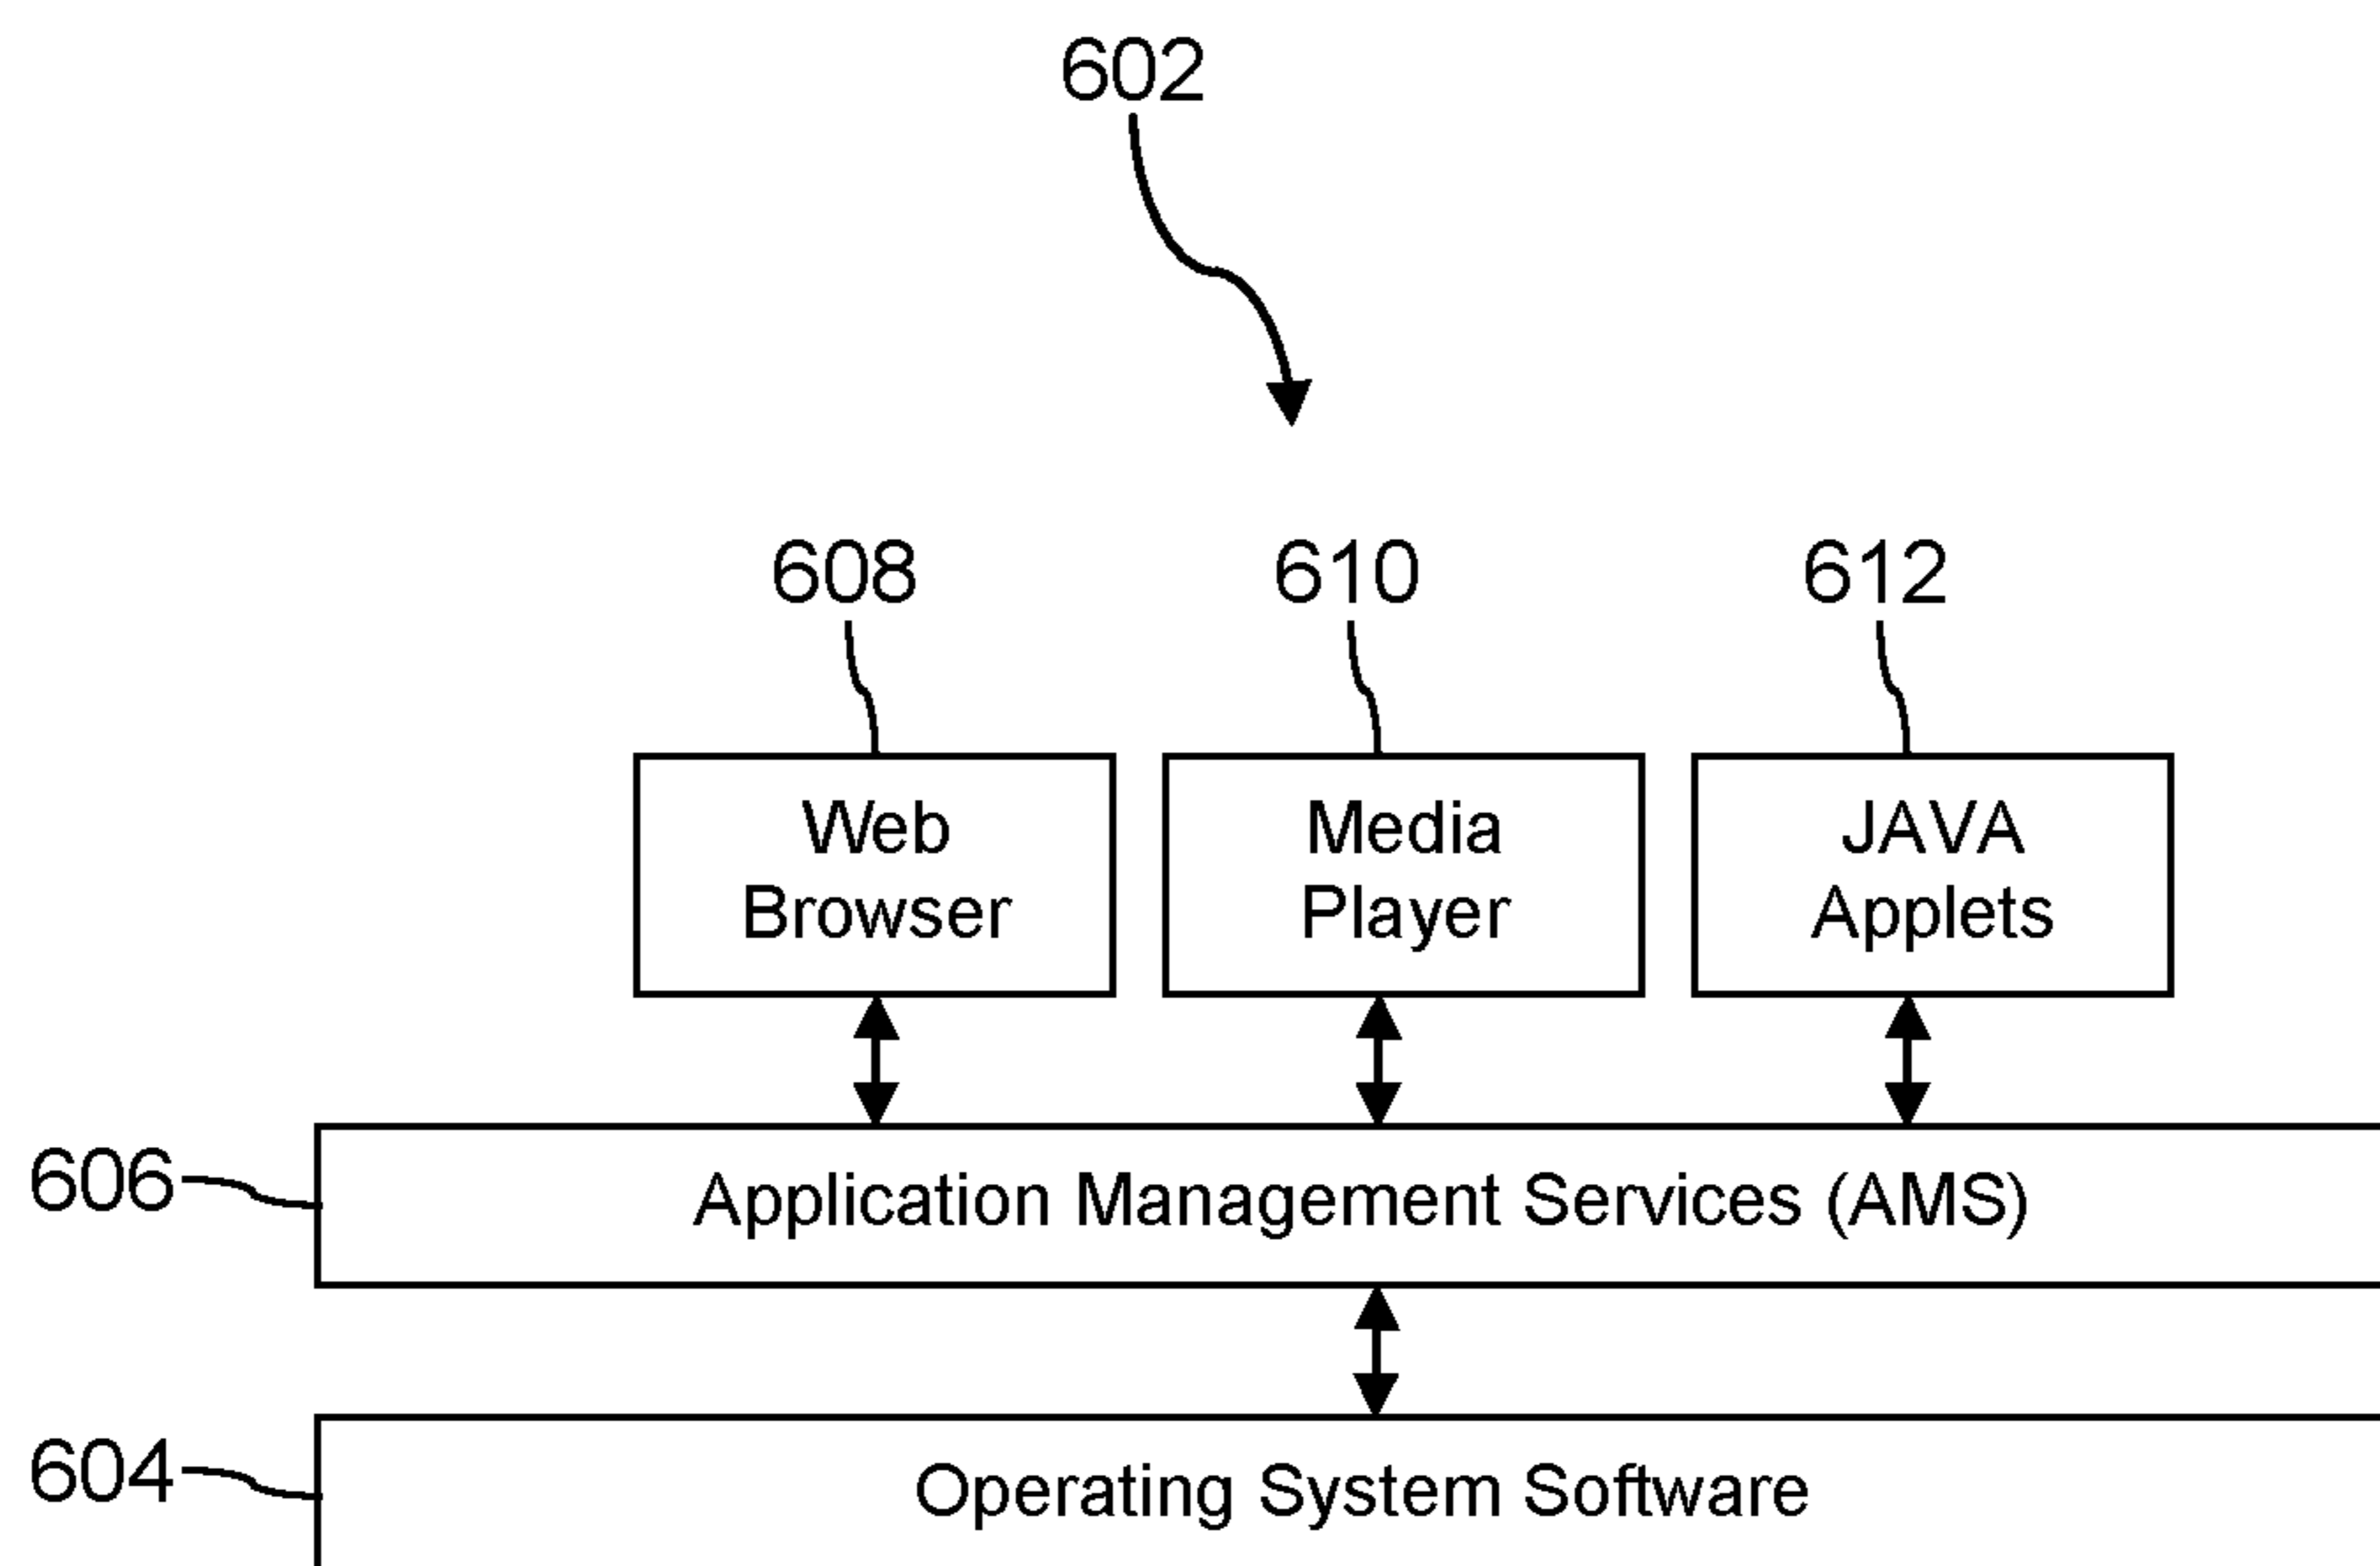 602
608
610
612
Web
Browser
Media
Player
JAVA
Applets
606
Application Management Services (AMS)
604
Operating System Software